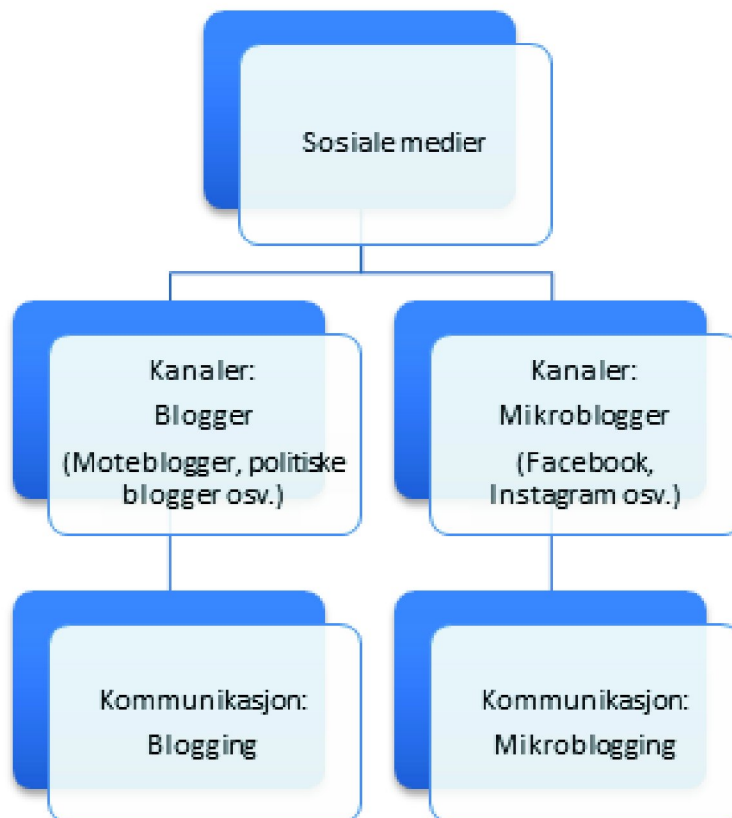 Sosiale medier
Kanaler:
Blogger
(Moteblogger, politiske
blogger osv.)
Kanaler:
Mikroblogger
(Facebook,
Instagram osv.)
Kommunikasjon:
Blogging
Kommunikasjon:
Mikroblogging